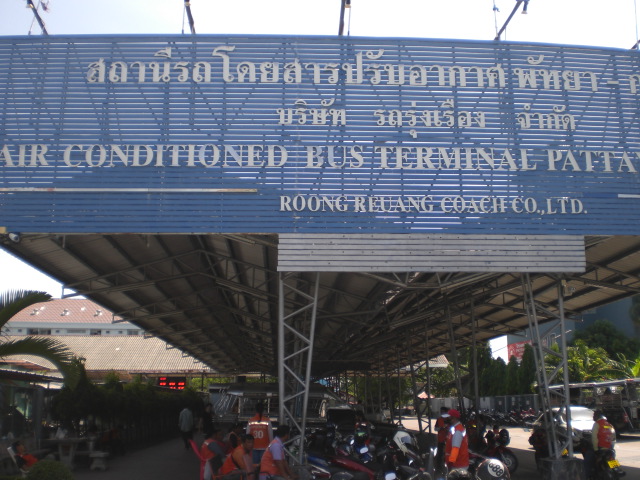 สถานีรถโดยสารปรับอากาศ พัทยา -
บริษัท รถรุ่งเรือง จำกัด
AIR CONDITIONED BUS TERMINAL PATTA
ROONG REUANG COACH CO.,LTD.